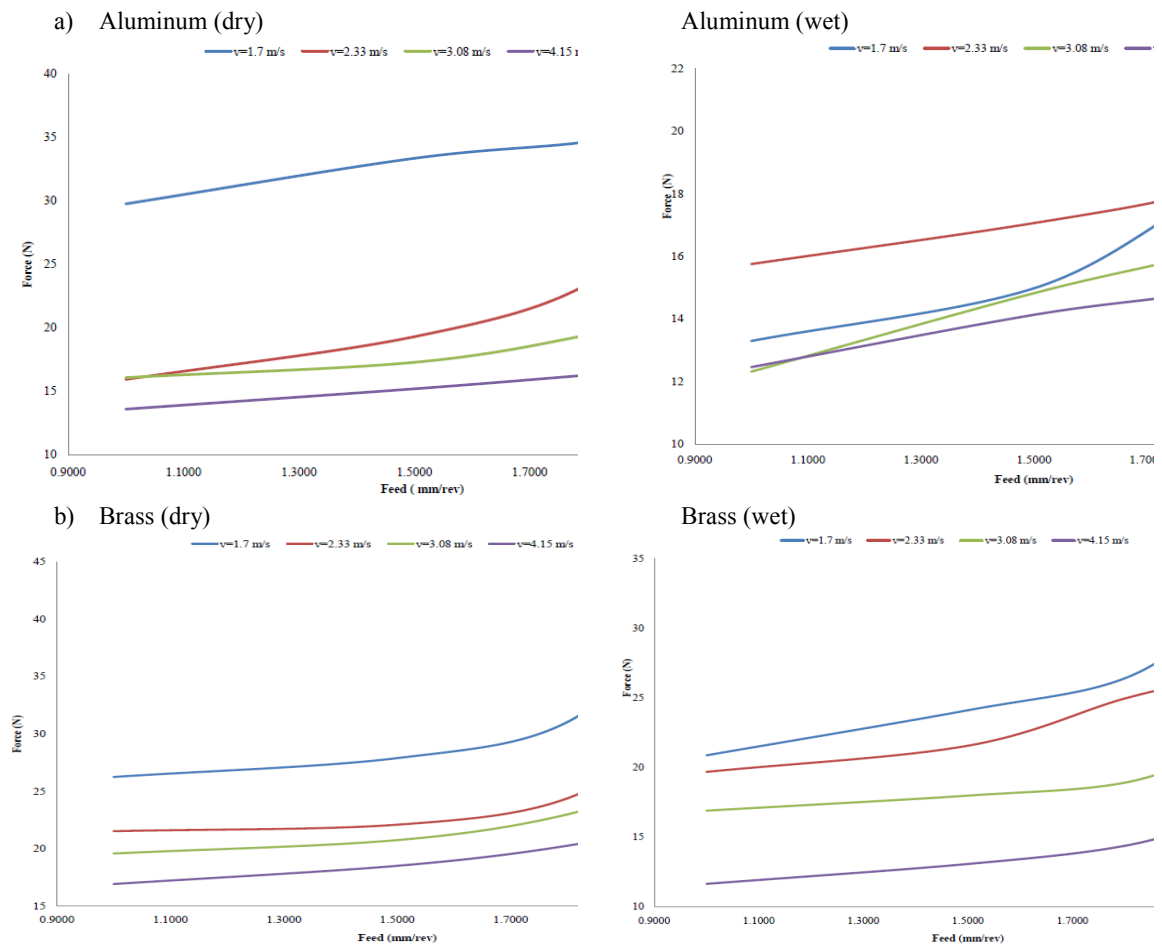 a) Aluminum (dry)
Aluminum (wet)
v=1.7 m/s v=2.33 m/s v=3.08 m/s v=4.15
40
35
30
25
20
15
10
Force (N)
0.9000 1.1000 1.3000 1.5000 1.7000
Feed ( mm/rev)
v=1.7 m/s v=2.33 m/s v=3.08 m/s
22
20
18
16
14
12
10
Force (N)
0.9000 1.1000 1.3000 1.5000 1.700
Feed (mm/rev)
b) Brass (dry)
Brass (wet)
v=1.7 m/s v=2.33 m/s v=3.08 m/s v=4.15 m/s
45
40
35
30
25
20
15
Force (N)
0.9000 1.1000 1.3000 1.5000 1.7000
Feed (mm/rev)
v=1.7 m/s v=2.33 m/s v=3.08 m/s v=4.15 m/s
35
30
25
20
15
10
Force (N)
0.9000 1.1000 1.3000 1.5000 1.7000
Feed (mm/rev)